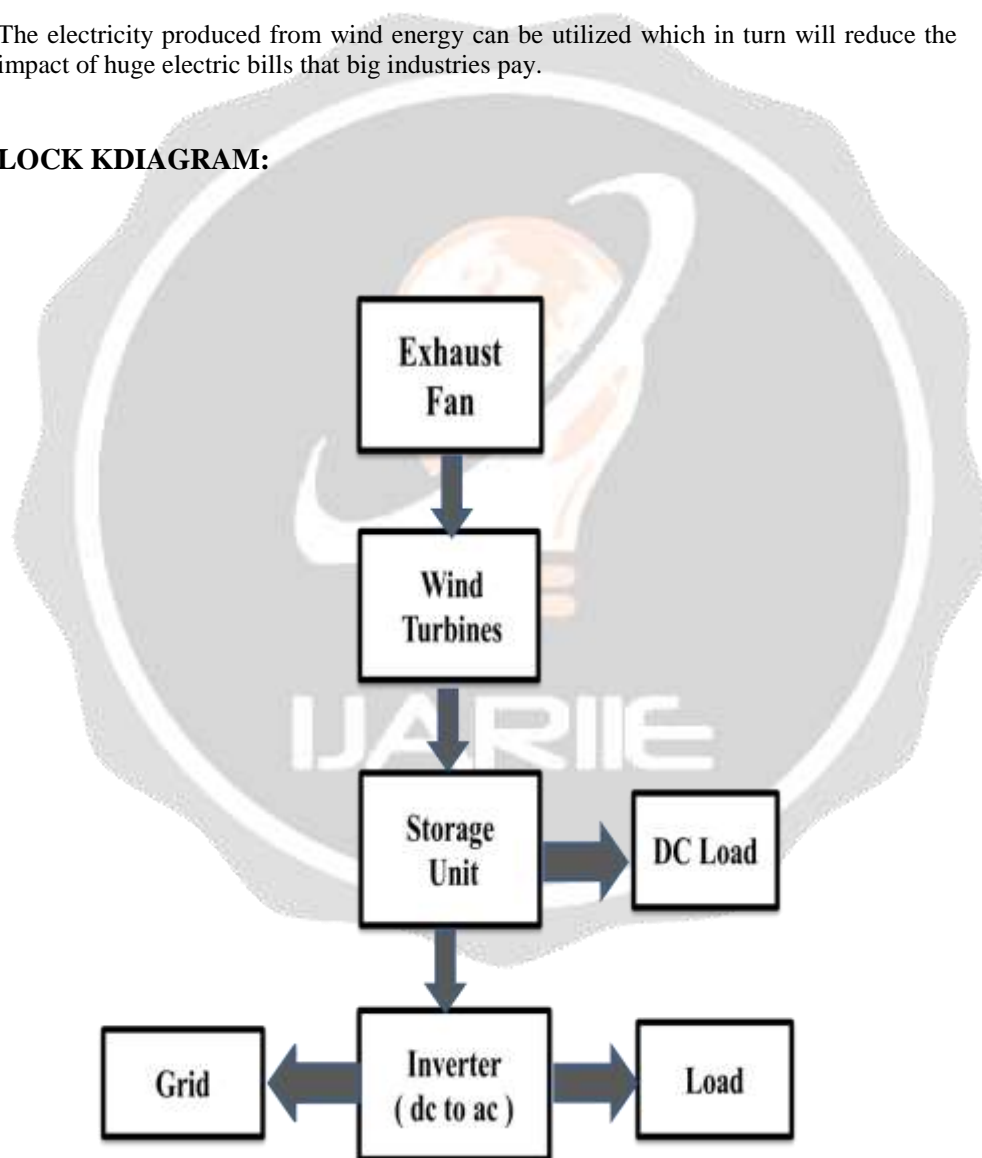 The electricity produced from wind energy can be utilized which in turn will reduce the
impact of huge electric bills that big industries pay.
LOCK KDIAGRAM:
Exhaust
Fan
Wind
Turbines
IJARIIE
Storage
Unit
DC Load
Grid
Inverter
( dc to ac )
Load